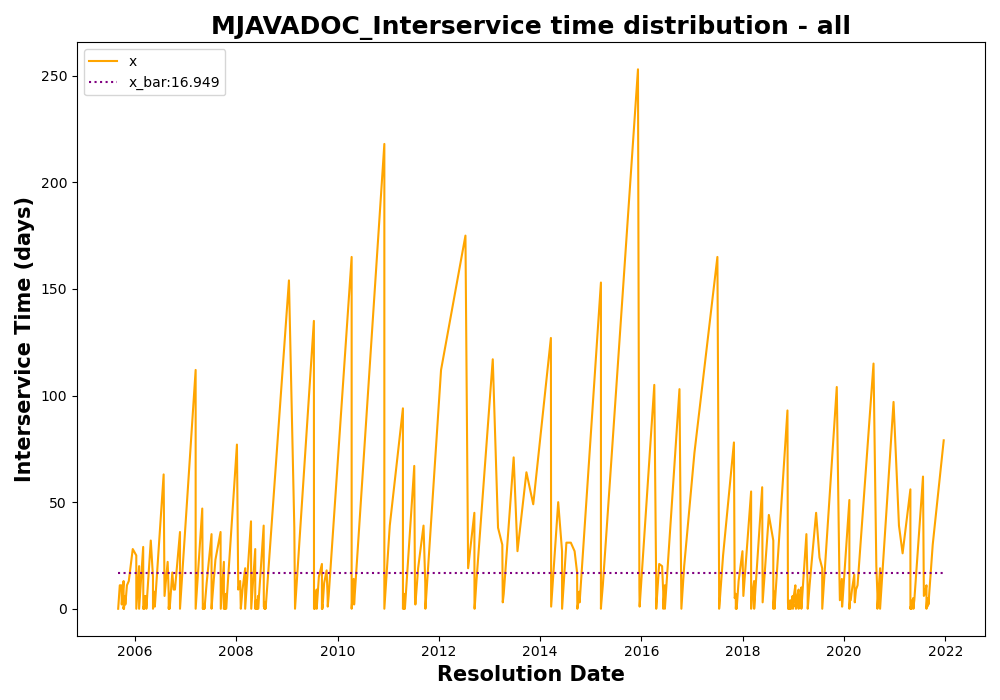 MJAVADOC_Interservice time distribution - all
x
x_bar:16.949
Interservice Time (days)
250
200
150
100
50
0
2006 2008 2010 2012 2014 2016 2018 2020 2022
Resolution Date